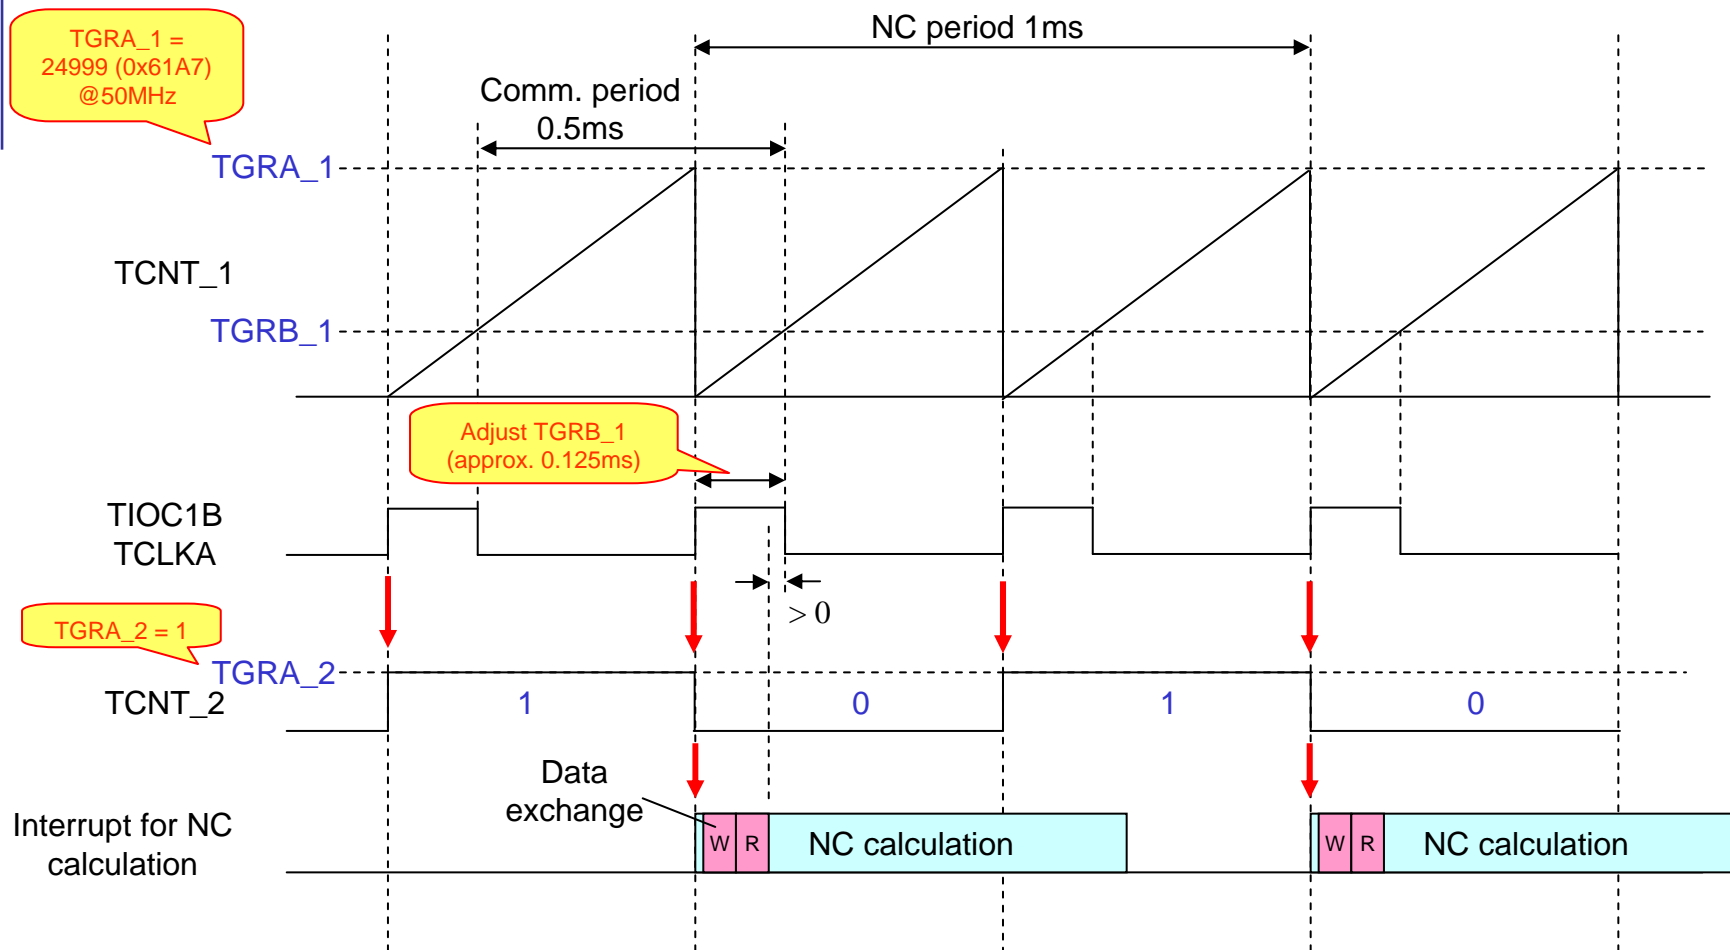 TGRA_1 =
24999 (0x61A7)
@50MHz
NC period 1ms
Comm. period
0.5ms
TGRA_1
TCNT_1
TGRB_1
Adjust TGRB_1
(approx. 0.125ms)
TIOC1B
TCLKA
> 0
TGRA_2 = 1
TGRA_2
TCNT_2
1
0
1
0
Data
exchange
Interrupt for NC
calculation
W
R
NC calculation
W
R
NC calculation